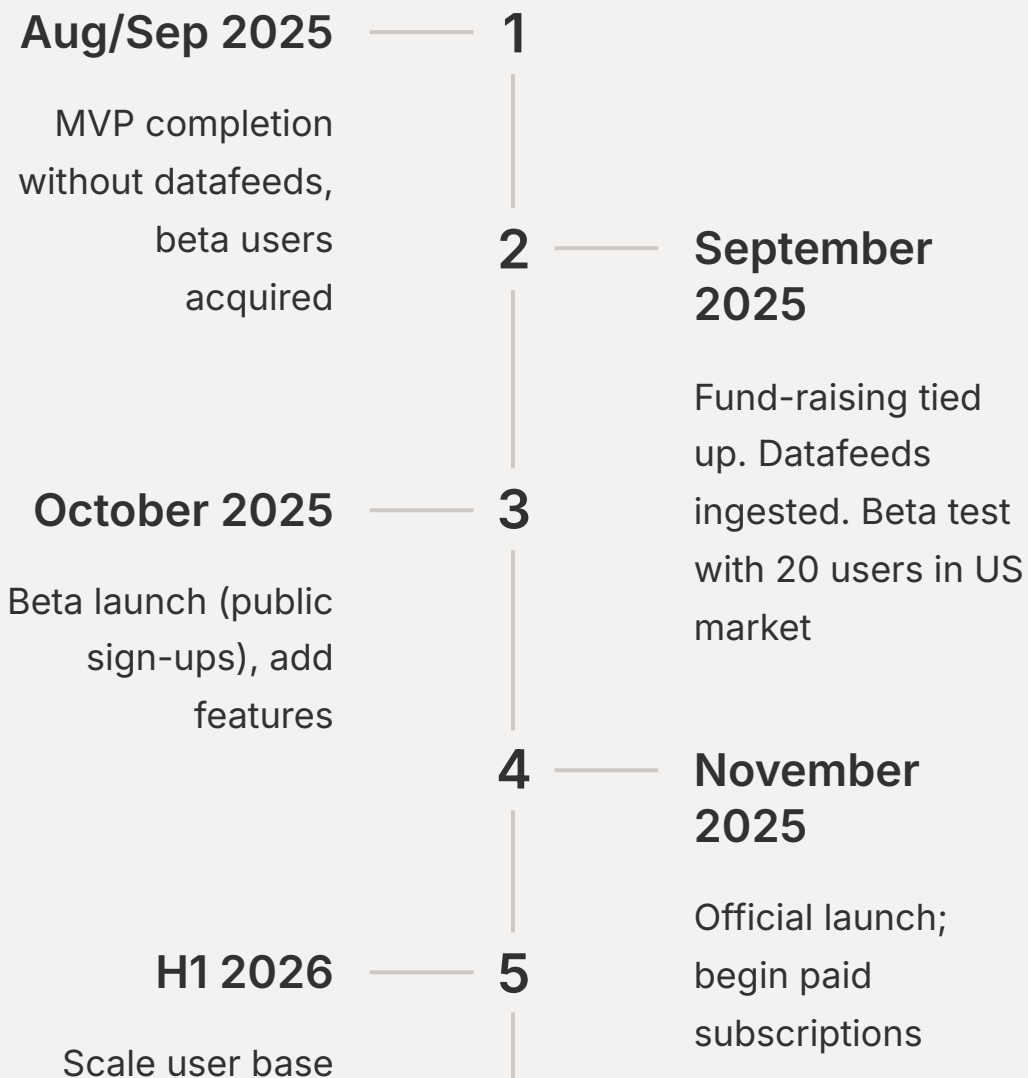 Aug/Sep 2025
1
MVP completion
without datafeeds,
beta users
acquired
2
September
2025
Fund-raising tied
up. Datafeeds
ingested. Beta test
with 20 users in US
market
October 2025
3
Beta launch (public
sign-ups), add
features
4
November
2025
Official launch;
begin paid
subscriptions
H1 2026
5
Scale user base